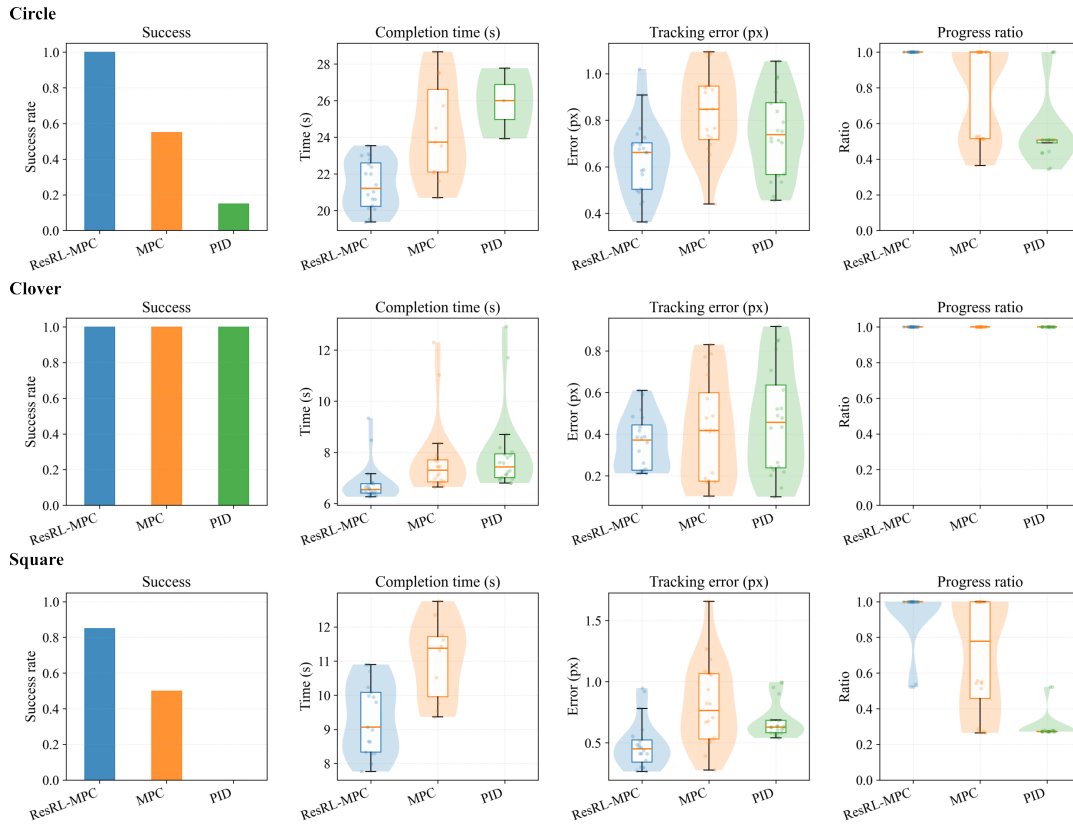 Circle
Success
Success rate
1.0
0.8
0.6
0.4
0.2
0.0
ResRL-MPC
MPC
PID
Completion time (s)
Time (s)
28
26
24
22
20
ResRL-MPC
MPC
PID
Tracking error (px)
Error (px)
1.0
0.8
0.6
0.4
ResRL-MPC
MPC
PID
Progress ratio
Ratio
1.0
0.8
0.6
0.4
0.2
0.0
ResRL-MPC
MPC
PID
Clover
Success
Success rate
1.0
0.8
0.6
0.4
0.2
0.0
ResRL-MPC
MPC
PID
Completion time (s)
Time (s)
12
10
8
6
ResRL-MPC
MPC
PID
Tracking error (px)
Error (px)
0.8
0.6
0.4
0.2
ResRL-MPC
MPC
PID
Progress ratio
Ratio
1.0
0.8
0.6
0.4
0.2
0.0
ResRL-MPC
MPC
PID
Square
Success
Success rate
1.0
0.8
0.6
0.4
0.2
0.0
ResRL-MPC
MPC
PID
Completion time (s)
Time (s)
12
11
10
9
8
ResRL-MPC
MPC
PID
Tracking error (px)
Error (px)
1.5
1.0
0.5
ResRL-MPC
MPC
PID
Progress ratio
Ratio
1.0
0.8
0.6
0.4
0.2
0.0
ResRL-MPC
MPC
PID